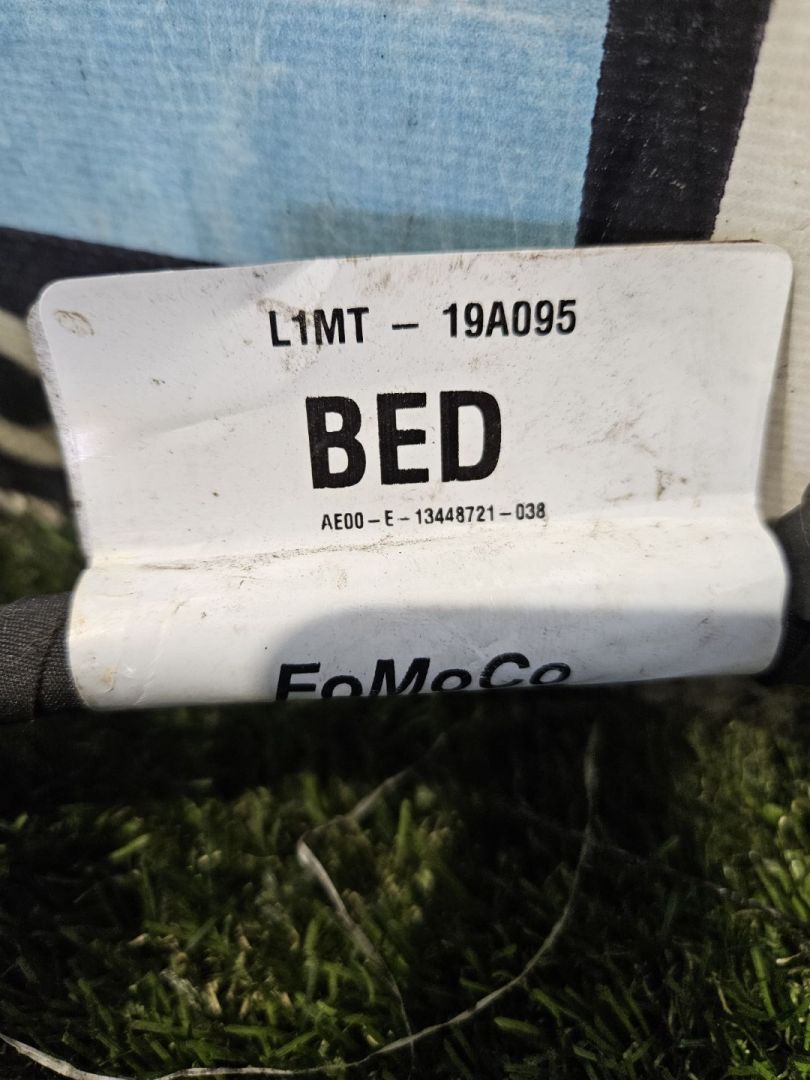 L1MT - 19A095
BED
AE00-E-13448721-038
FoMoCo